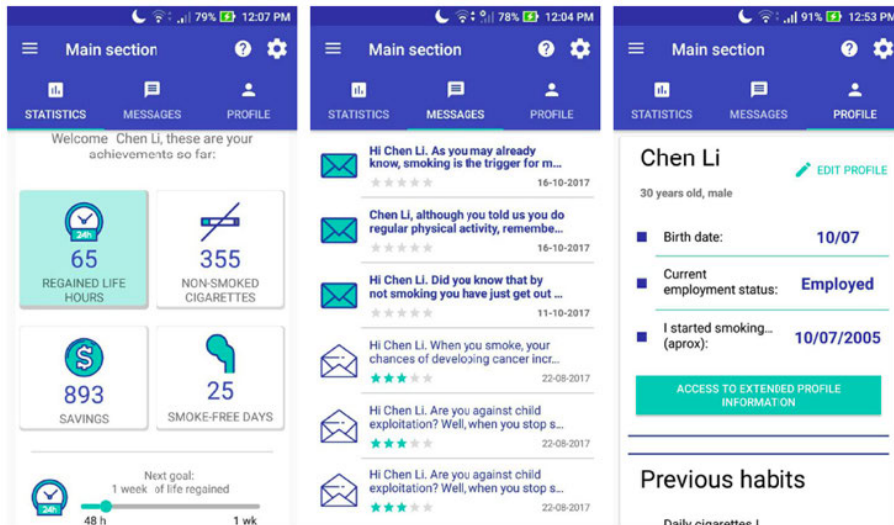 79% 12:07 PM
Main section
STATISTICS MESSAGES PROFILE
Welcome Chen Li, these are your
achievements so far:
24h
65
REGAINED LIFE
HOURS
355
NON-SMOKED
CIGARETTES
$
893
SAVINGS
25
SMOKE-FREE DAYS
Next goal:
1 week of life regained
24h
48 h 1 wk
78% 12:04 PM
Main section
STATISTICS MESSAGES PROFILE
Hi Chen Li. As you may already
know, smoking is the trigger for m...
16-10-2017
Chen Li, although you told us you do
regular physical activity, remembe...
16-10-2017
Hi Chen Li. Did you know that by
not smoking you have just get out ...
11-10-2017
Hi Chen Li. When you smoke, your
chances of developing cancer incr...
22-08-2017
Hi Chen Li. Are you against child
exploitation? Well, when you stop s...
22-08-2017
Hi Chen Li. Are you against child
exploitation? Well, when you stop s...
22-08-2017
91% 12:53 PM
Main section
STATISTICS MESSAGES PROFILE
Chen Li
EDIT PROFILE
30 years old, male
Birth date: 10/07
Current
employment status: Employed
I started smoking...
(aprox): 10/07/2005
ACCESS TO EXTENDED PROFILE
INFORMATION
Previous habits
Daily cigarettes I